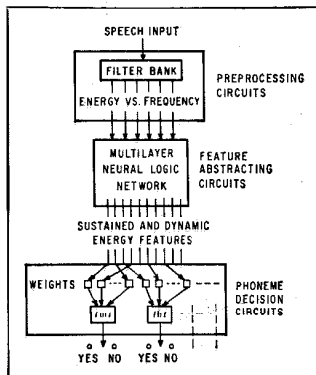 SPEECH INPUT
FILTER BANK
ENERGY VS. FREQUENCY
PREPROCESSING
CIRCUITS
MULTILAYER
NEURAL LOGIC
NETWORK
FEATURE
ABSTRACTING
CIRCUITS
SUSTAINED AND DYNAMIC
ENERGY FEATURES
WEIGHTS
PHONEME
DECISION
CIRCUITS
YES NO YES NO